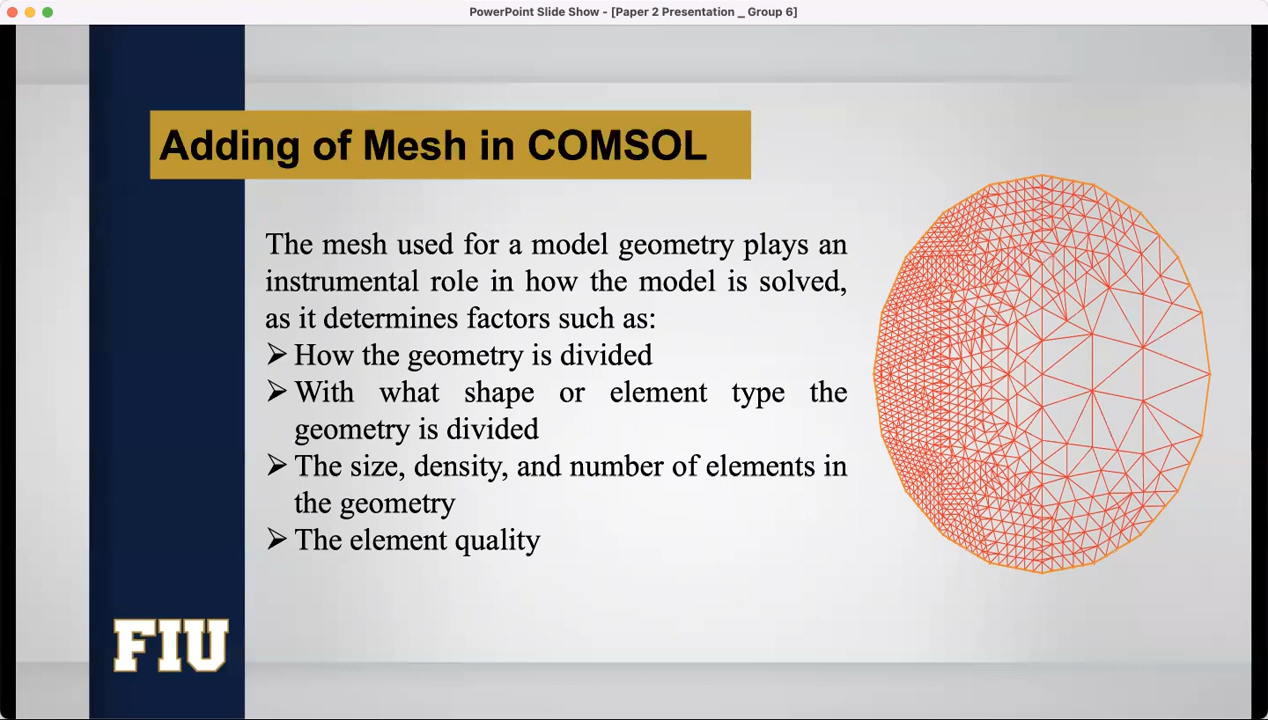 PowerPoint Slide Show - [Paper 2 Presentation _ Group 6]
Adding of Mesh in COMSOL
The mesh used for a model geometry plays an
instrumental role in how the model is solved,
as it determines factors such as:
➢ How the geometry is divided
➢ With what shape or element type the
geometry is divided
➢ The size, density, and number of elements in
the geometry
➢ The element quality
FIU